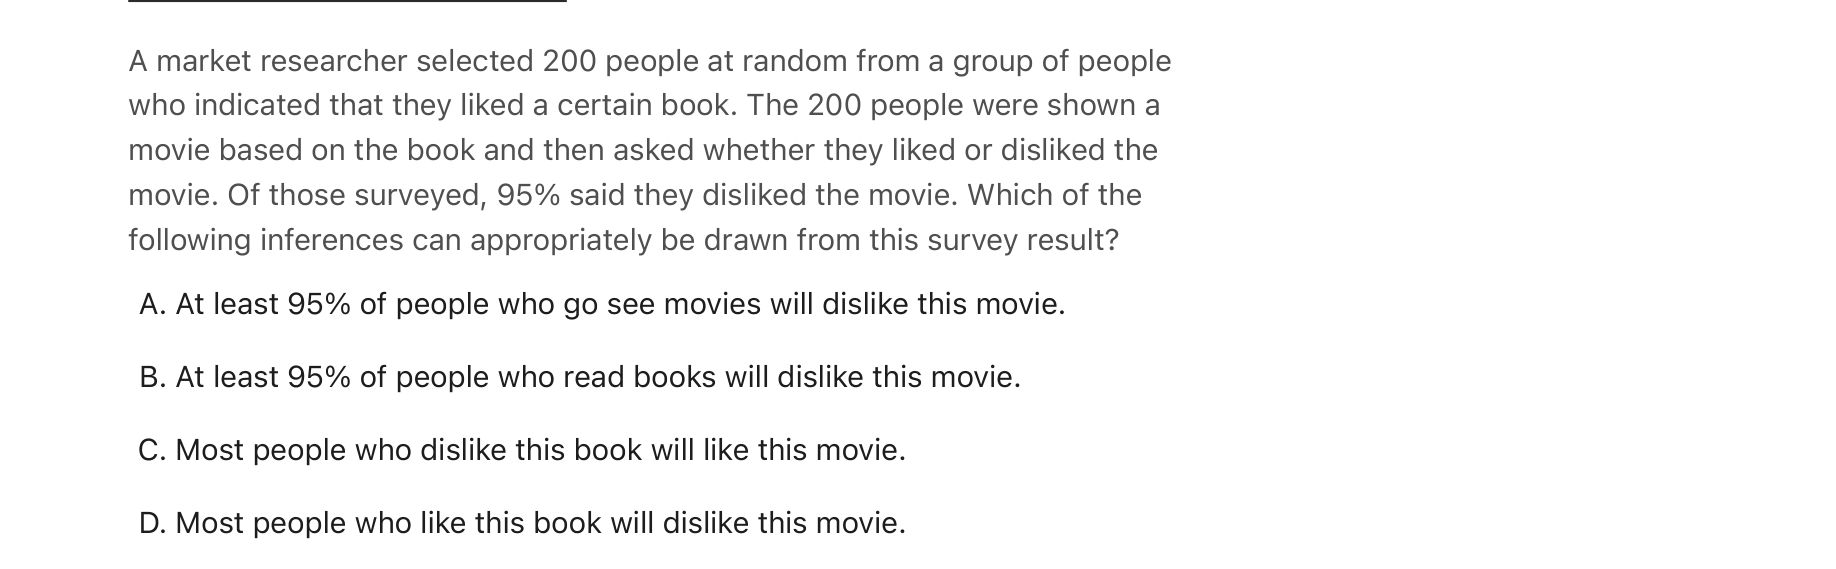 A market researcher selected 200 people at random from a group of people
who indicated that they liked a certain book. The 200 people were shown a
movie based on the book and then asked whether they liked or disliked the
movie. Of those surveyed, 95% said they disliked the movie. Which of the
following inferences can appropriately be drawn from this survey result?
A. At least 95% of people who go see movies will dislike this movie.
B. At least 95% of people who read books will dislike this movie.
C. Most people who dislike this book will like this movie.
D. Most people who like this book will dislike this movie.